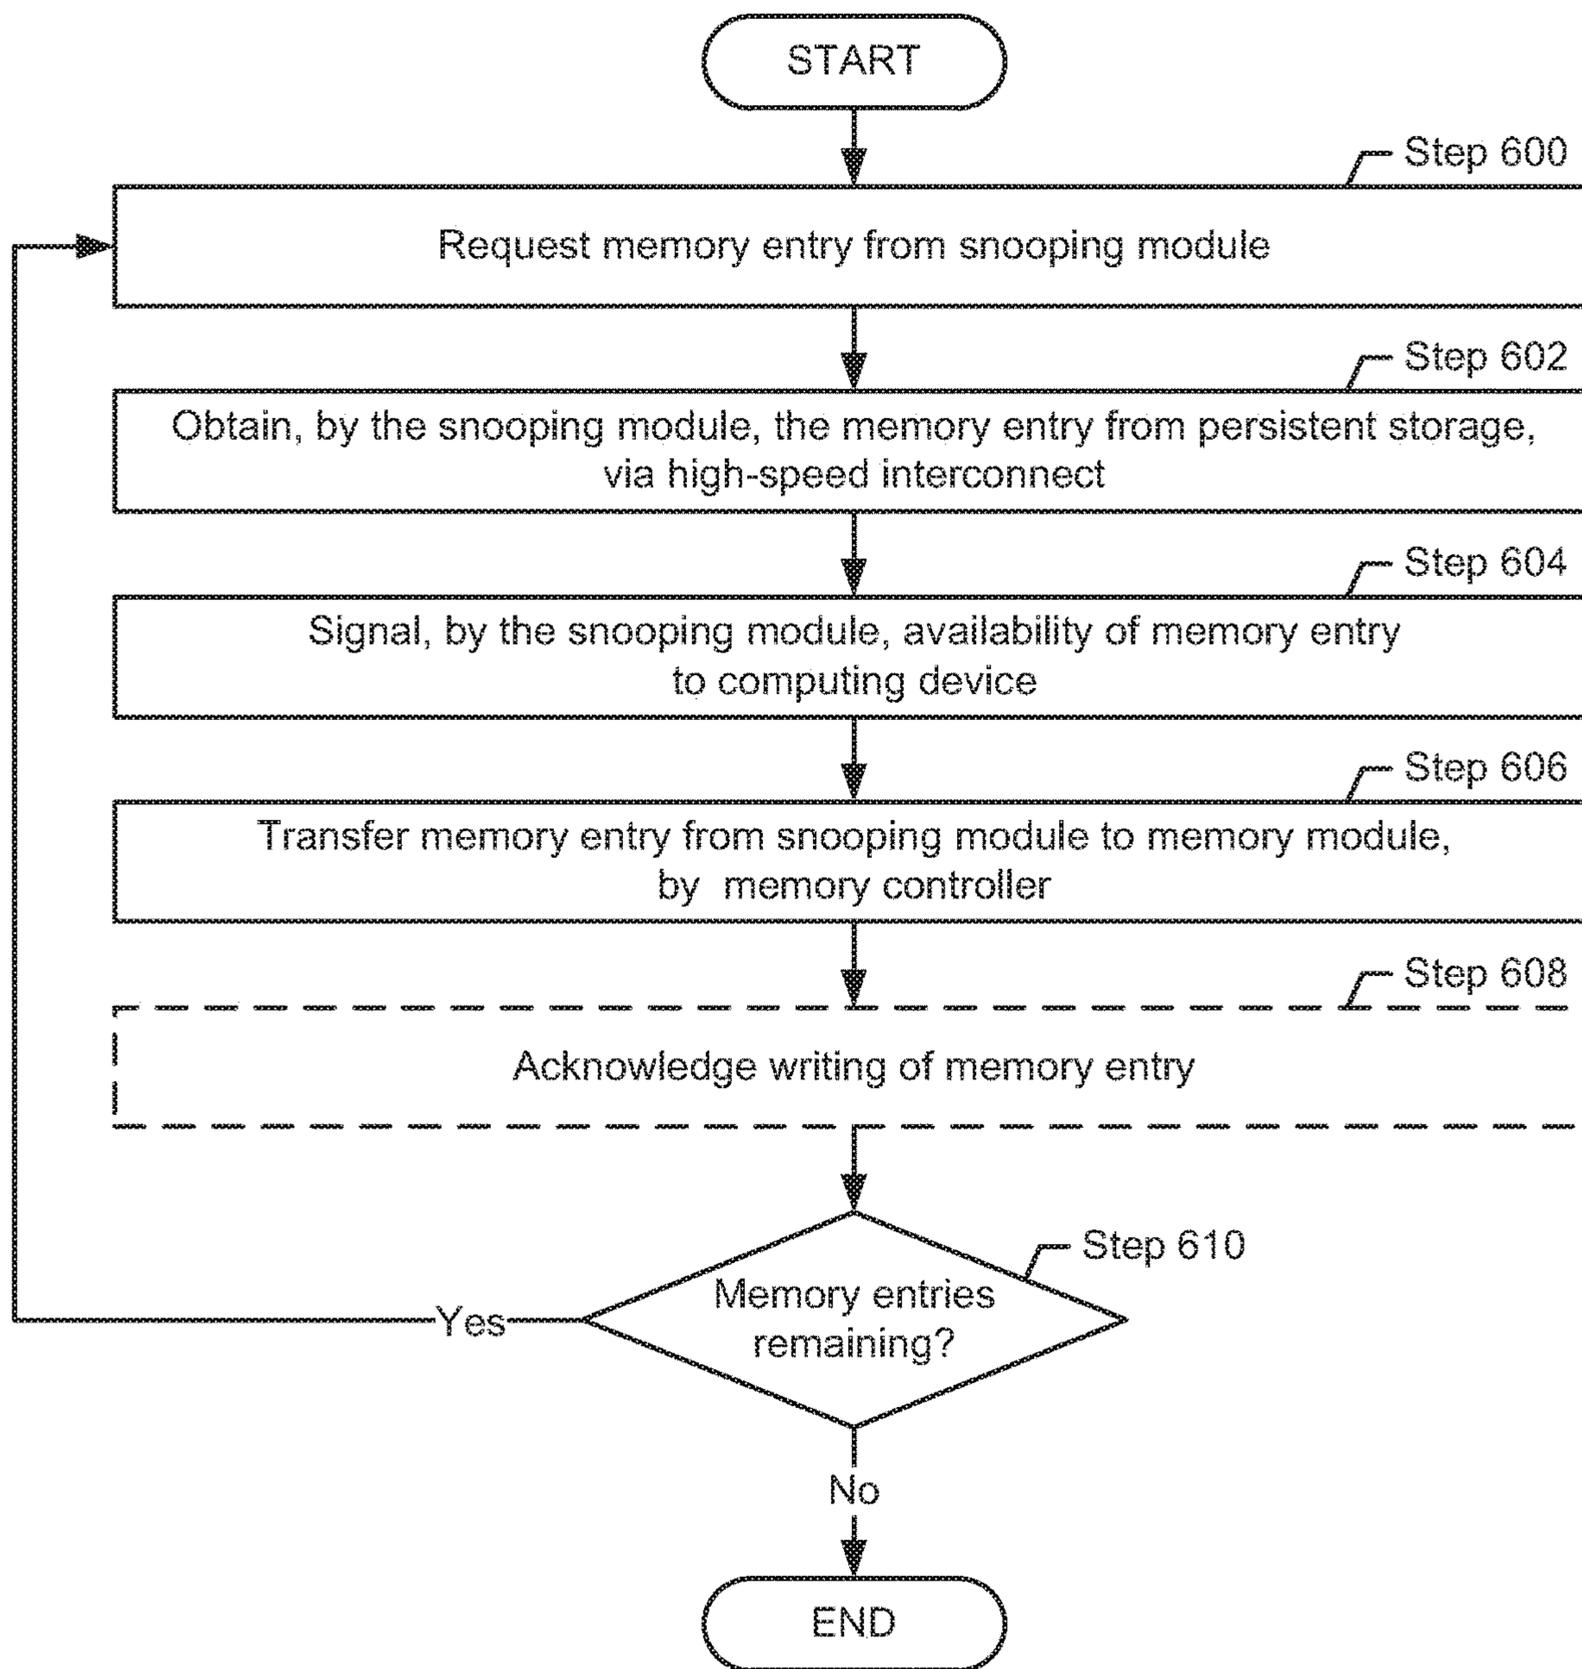 START
Step 600
Request memory entry from snooping module
Step 602
Obtain, by the snooping module, the memory entry from persistent storage,
via high-speed interconnect
Step 604
Signal, by the snooping module, availability of memory entry
to computing device
Step 606
Transfer memory entry from snooping module to memory module,
by memory controller
Step 608
Acknowledge writing of memory entry
Step 610
Memory entries
remaining?
Yes
No
END